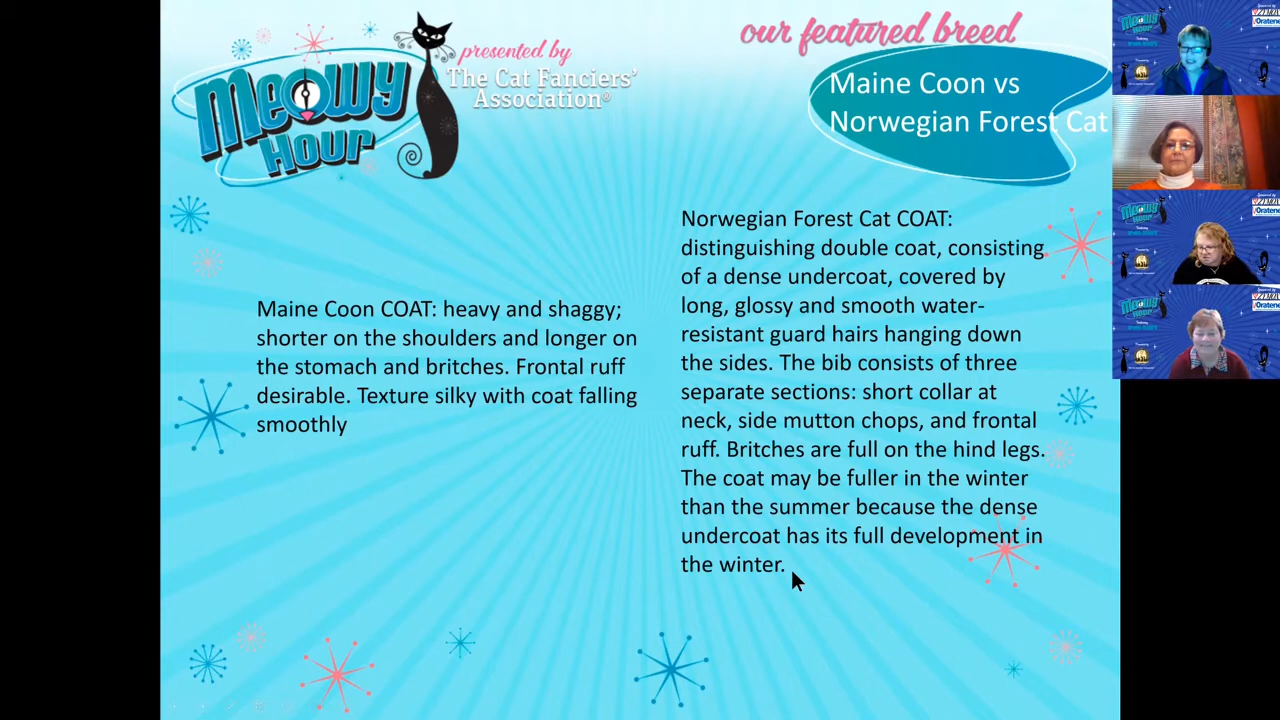 Meowy
Hour
presented by
The Cat Fanciers'
Association®
our featured breed
Maine Coon vs
Norwegian Forest Cat
Maine Coon COAT: heavy and shaggy;
shorter on the shoulders and longer on
the stomach and britches. Frontal ruff
desirable. Texture silky with coat falling
smoothly
Norwegian Forest Cat COAT:
distinguishing double coat, consisting
of a dense undercoat, covered by
long, glossy and smooth water-
resistant guard hairs hanging down
the sides. The bib consists of three
separate sections: short collar at
neck, side mutton chops, and frontal
ruff. Britches are full on the hind legs.
The coat may be fuller in the winter
than the summer because the dense
undercoat has its full development in
the winter.
Meowy
Oratene
Meowy
Oratene
Meowy
Oratene